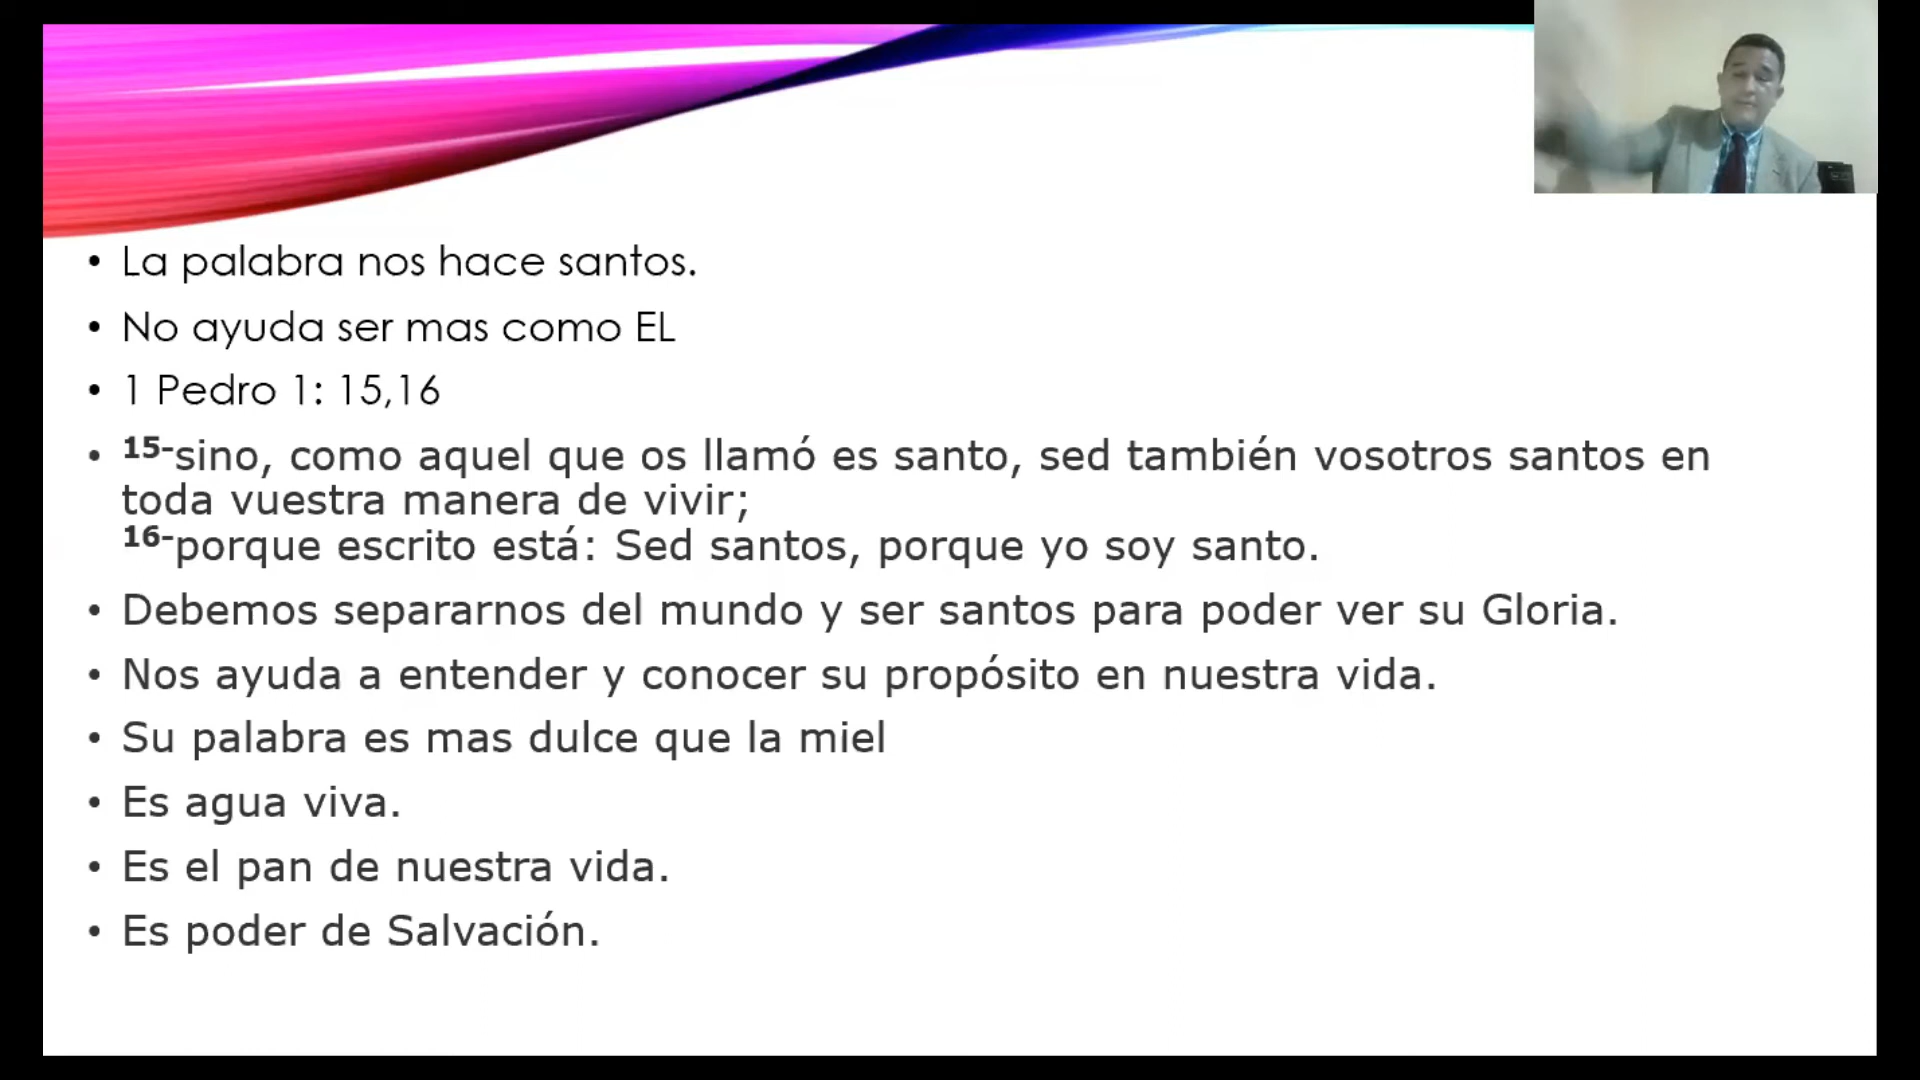 • La palabra nos hace santos.
• No ayuda ser mas como EL
• 1 Pedro 1: 15,16
• 15-sino, como aquel que os llamó es santo, sed también vosotros santos en
toda vuestra manera de vivir;
16-porque escrito está: Sed santos, porque yo soy santo.
• Debemos separarnos del mundo y ser santos para poder ver su Gloria.
• Nos ayuda a entender y conocer su propósito en nuestra vida.
• Su palabra es mas dulce que la miel
• Es agua viva.
• Es el pan de nuestra vida.
• Es poder de Salvación.